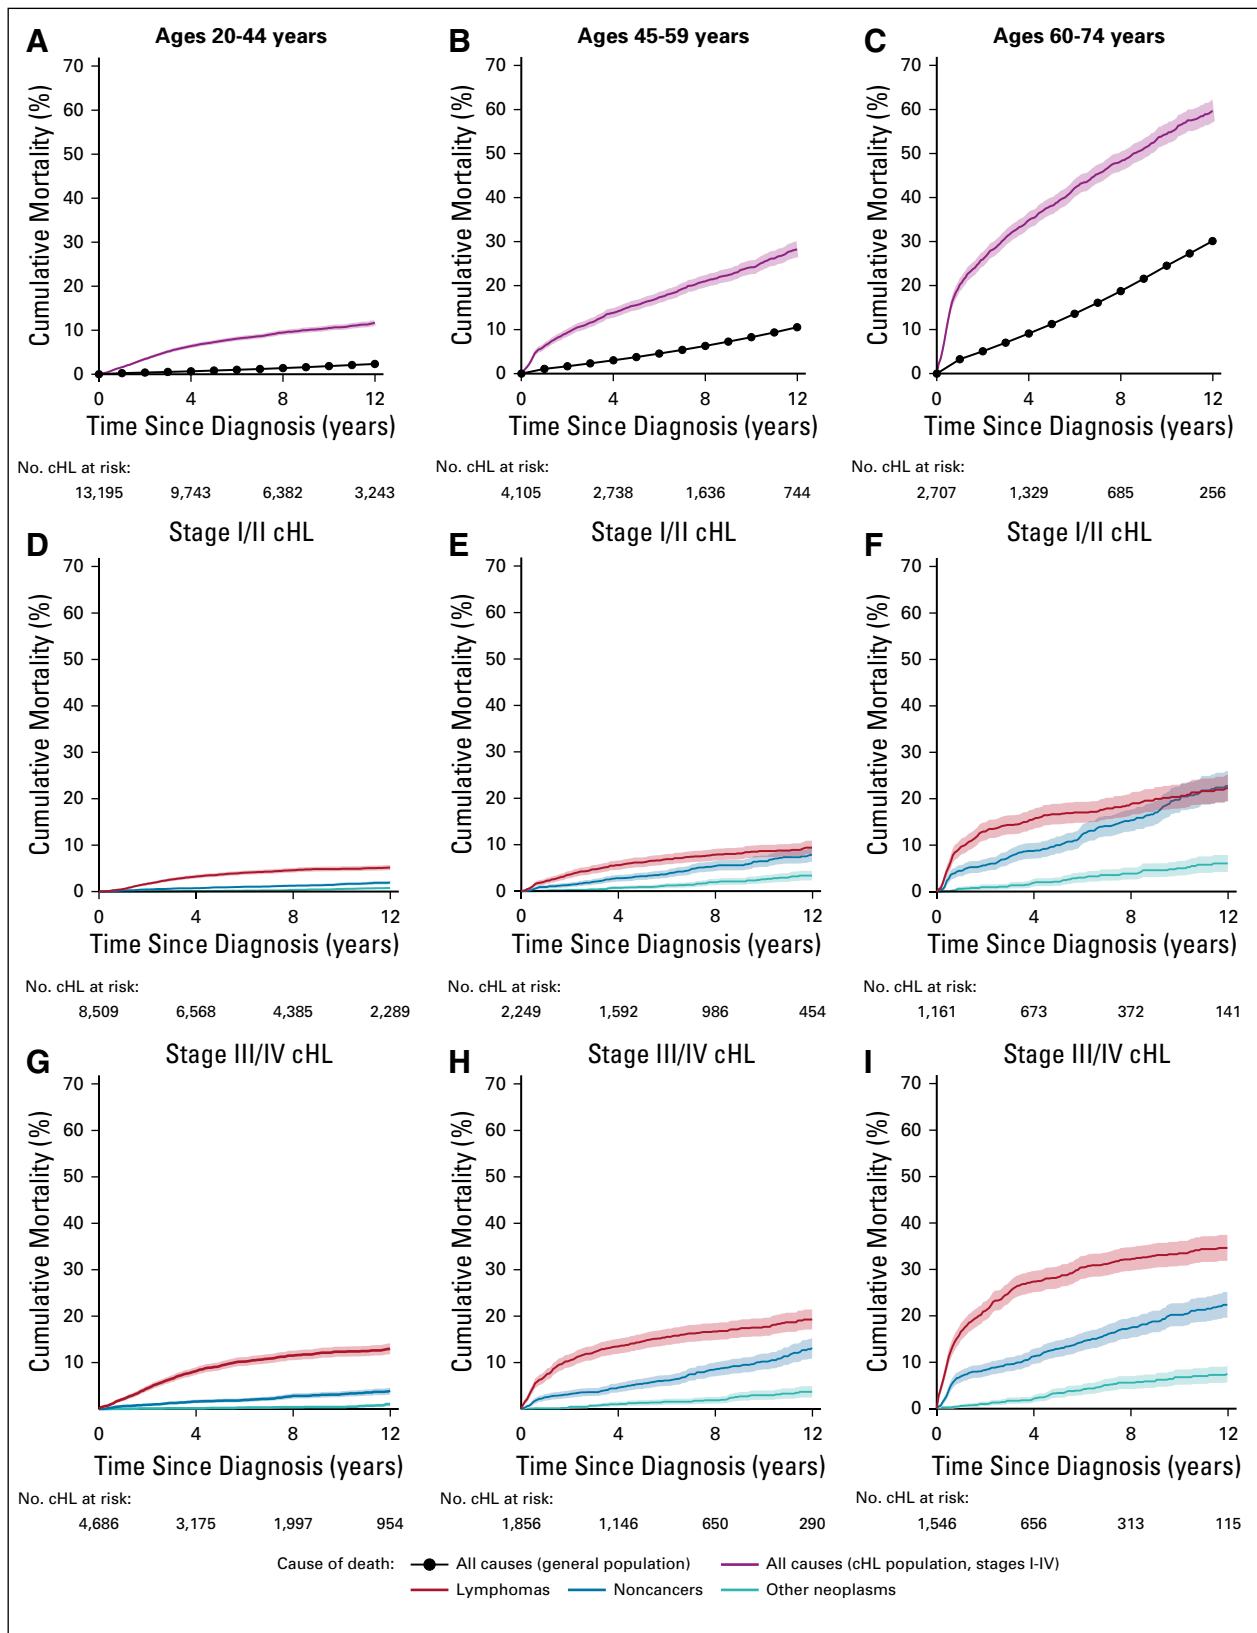 A Ages 20-44 years
B Ages 45-59 years
C Ages 60-74 years
Cumulative Mortality (%)
70
60
50
40
30
20
10
0
0 4 8 12
Time Since Diagnosis (years)
No. cHL at risk:
13,195 9,743 6,382 3,243
Cumulative Mortality (%)
70
60
50
40
30
20
10
0
0 4 8 12
Time Since Diagnosis (years)
No. cHL at risk:
4,105 2,738 1,636 744
Cumulative Mortality (%)
70
60
50
40
30
20
10
0
0 4 8 12
Time Since Diagnosis (years)
No. cHL at risk:
2,707 1,329 685 256
D Stage I/II cHL
Cumulative Mortality (%)
70
60
50
40
30
20
10
0
0 4 8 12
Time Since Diagnosis (years)
No. cHL at risk:
8,509 6,568 4,385 2,289
E Stage I/II cHL
Cumulative Mortality (%)
70
60
50
40
30
20
10
0
0 4 8 12
Time Since Diagnosis (years)
No. cHL at risk:
2,249 1,592 986 454
F Stage I/II cHL
Cumulative Mortality (%)
70
60
50
40
30
20
10
0
0 4 8 12
Time Since Diagnosis (years)
No. cHL at risk:
1,161 673 372 141
G Stage III/IV cHL
Cumulative Mortality (%)
70
60
50
40
30
20
10
0 4 8 12
Time Since Diagnosis (years)
No. cHL at risk:
4,686 3,175 1,997 954
H Stage III/IV cHL
Cumulative Mortality (%)
70
60
50
40
30
20
10
0
0 4 8 12
Time Since Diagnosis (years)
No. cHL at risk:
1,856 1,146 650 290
I Stage III/IV cHL
Cumulative Mortality (%)
70
60
50
40
30
20
10
0
0 4 8 12
Time Since Diagnosis (years)
No. cHL at risk:
1,546 656 313 115
Cause of death: All causes (general population) All causes (cHL population, stages I-IV)
Lymphomas Noncancers Other neoplasms